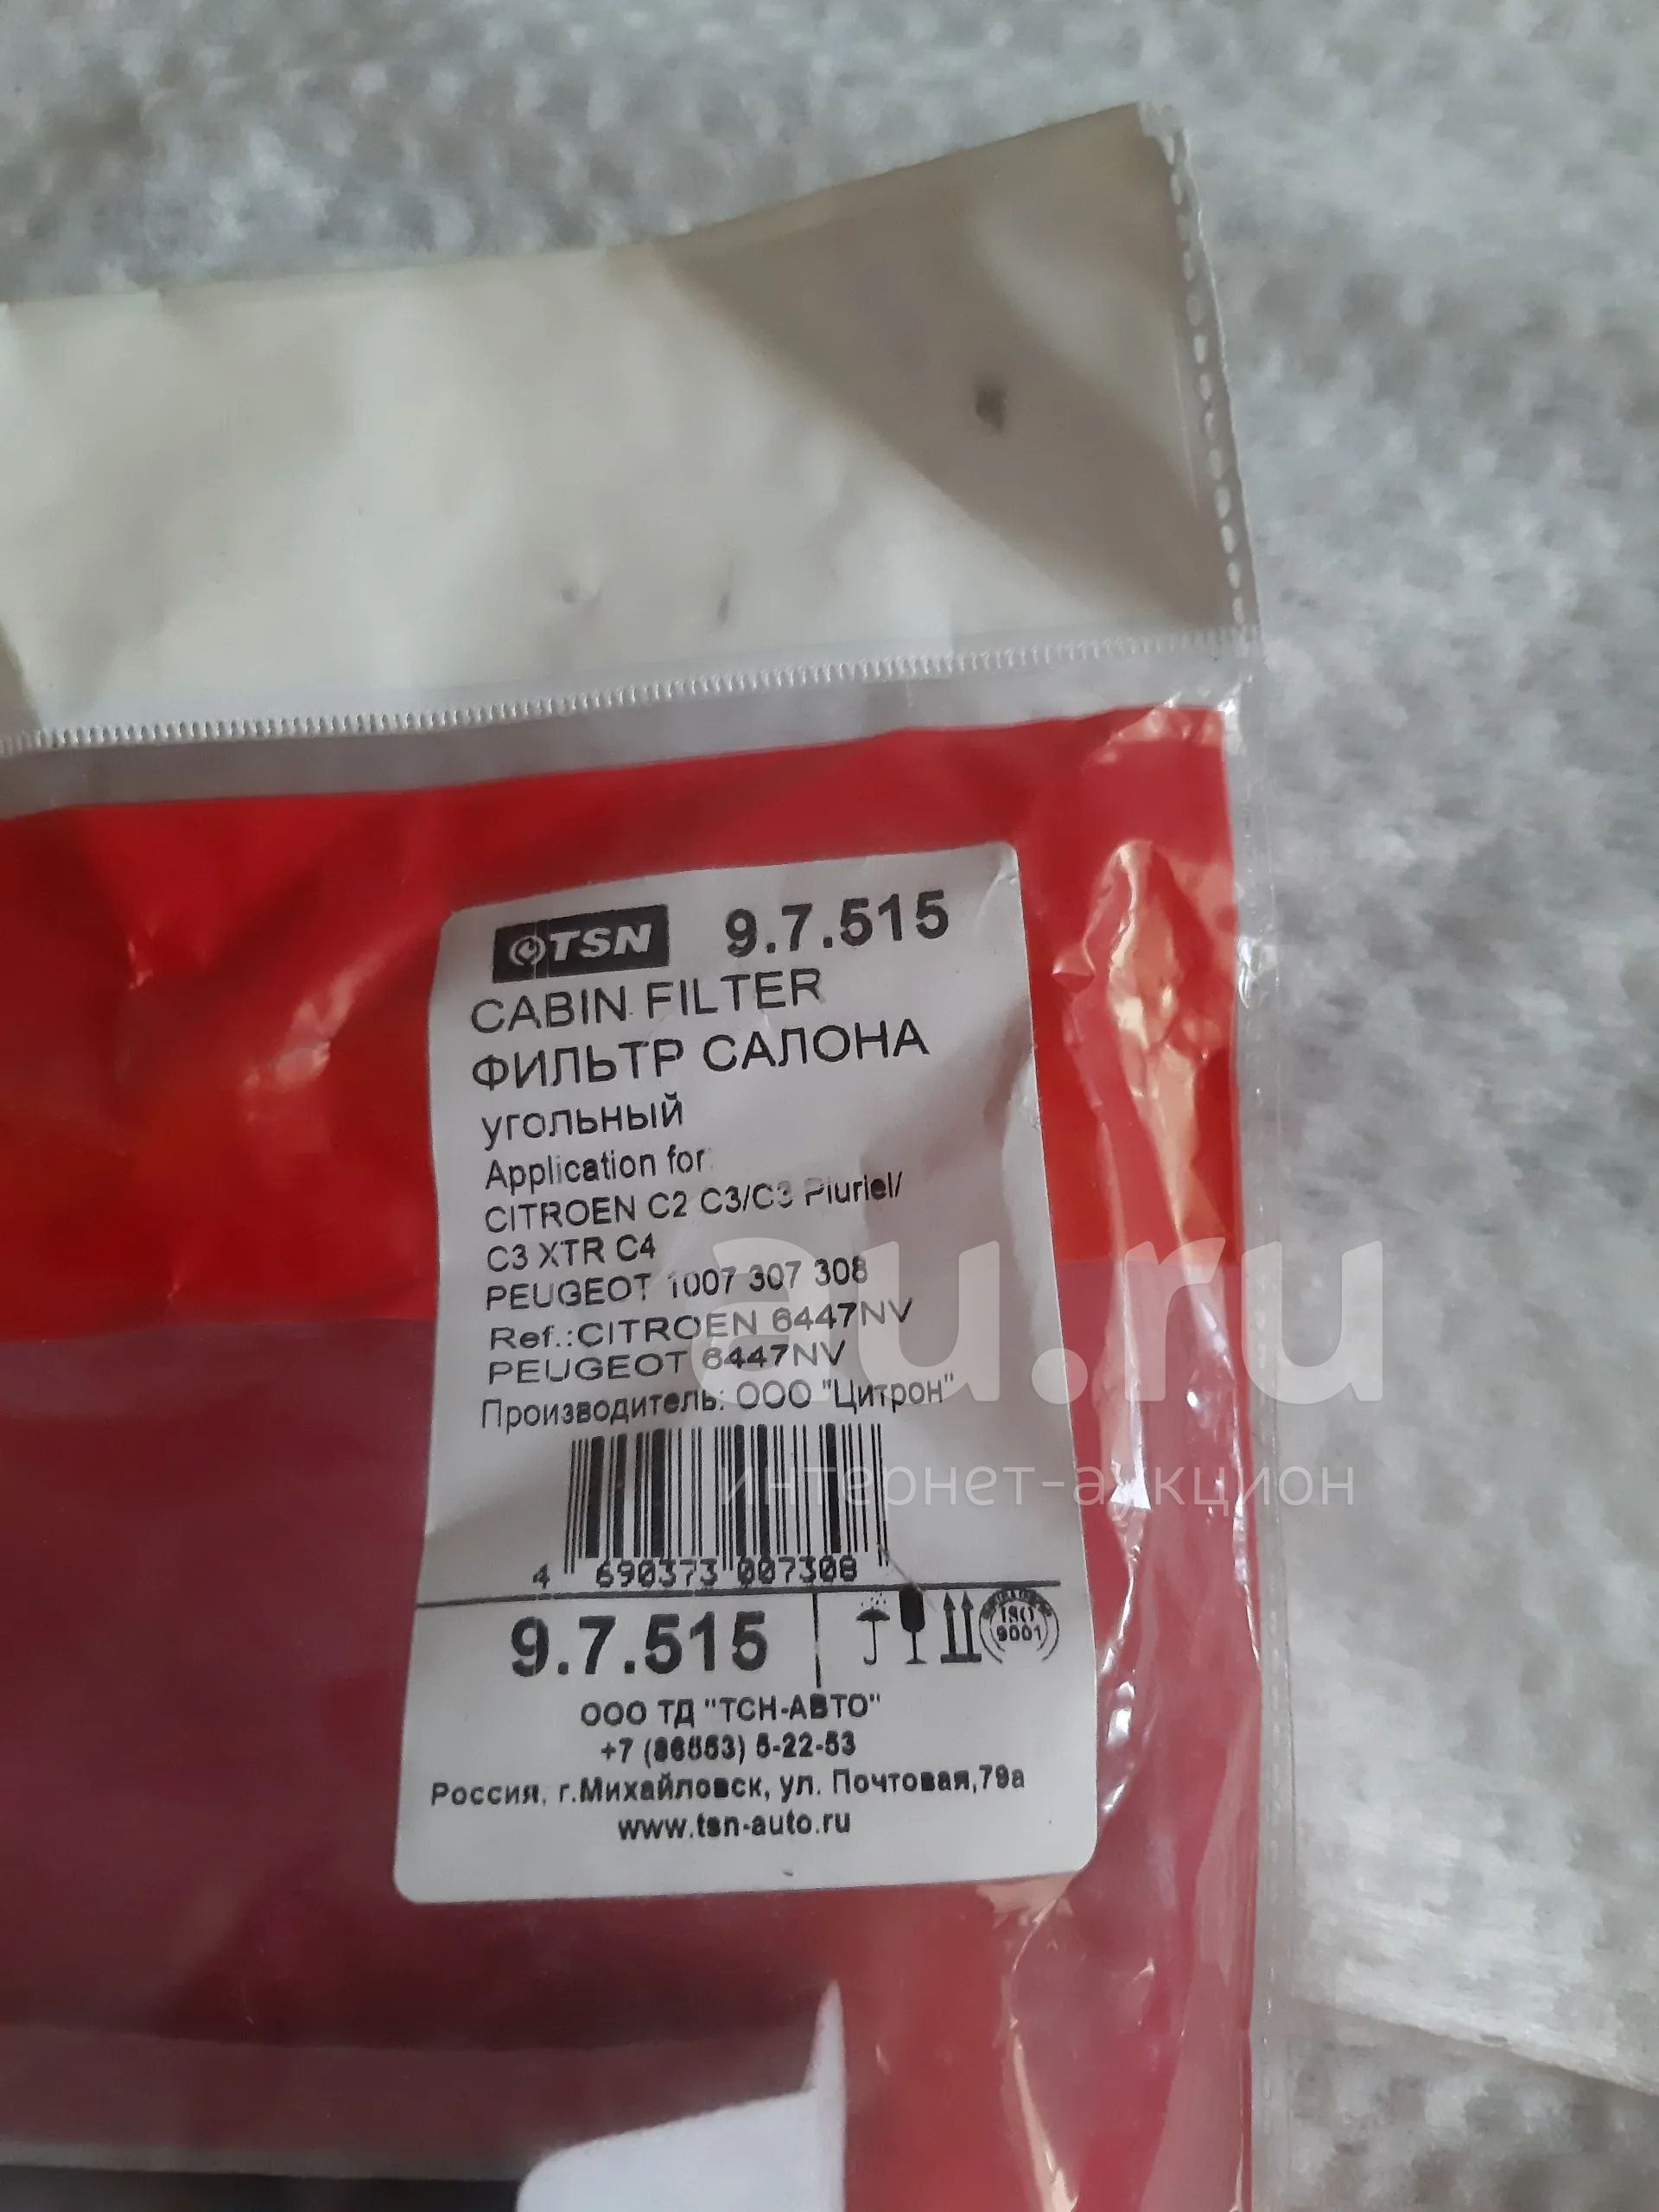 TSN 9.7.515
CABIN FILTER
ФИЛЬТР САЛОНА
угольный
Application for:
CITROEN C2 C3/C3 Pluriel/
C3 XTR C4
PEUGEOT 1007 307 308
Ref.:CITROEN 6447NV
PEUGEOT 6447NV
Производитель: ООО "Цитрон"
4 690373 007308
9.7.515
ISO
9001
ООО ТД "ТСН-АВТО"
+7 (86553) 5-22-53
Россия, г.Михайловск, ул. Почтовая,79а
www.tsn-auto.ru
au.ru
интернет-аукцион